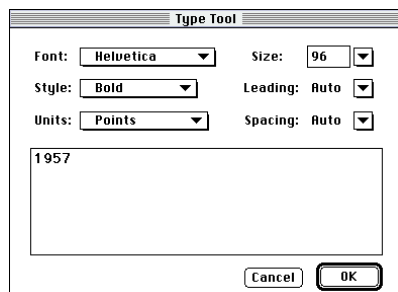 Type Tool
Font: Helvetica Size: 96
Style: Bold Leading: Auto
Units: Points Spacing: Auto
1957
Cancel OK